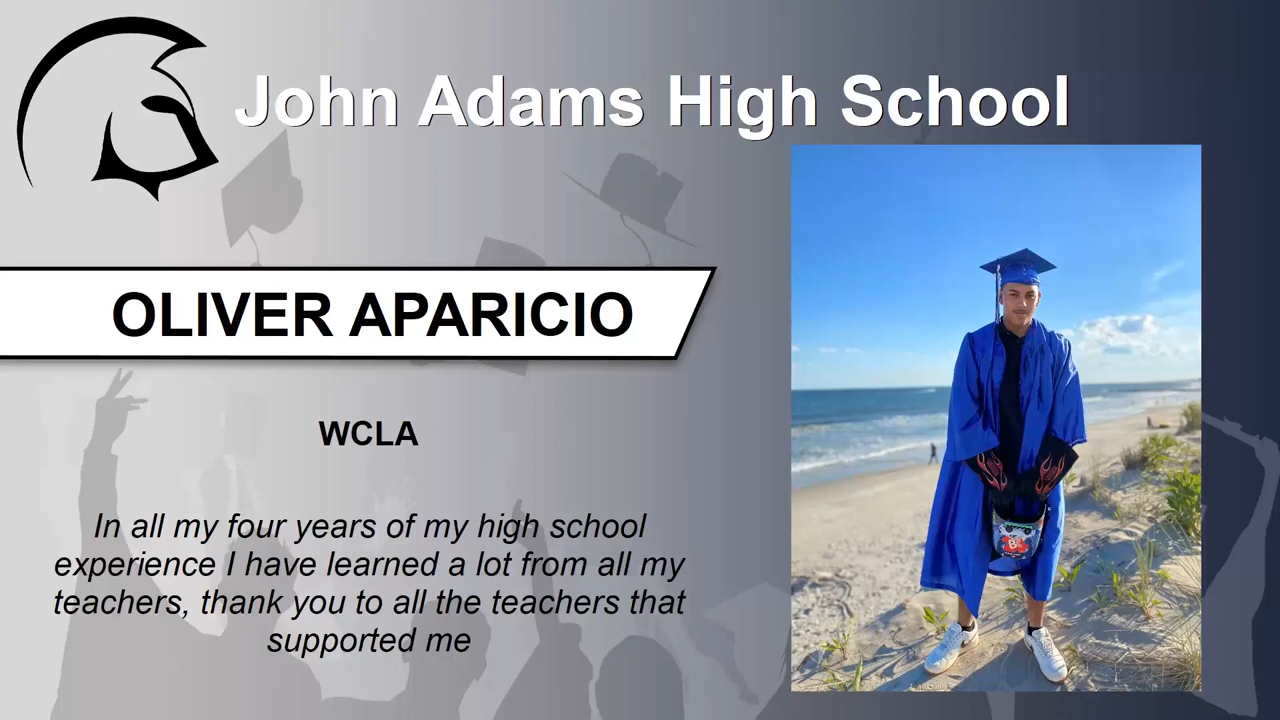 John Adams High School
OLIVER APARICIO
WCLA
In all my four years of my high school
experience I have learned a lot from all my
teachers, thank you to all the teachers that
supported me